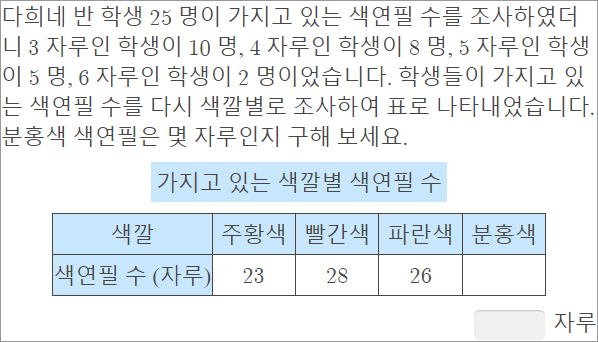 다희네 반 학생 25 명이 가지고 있는 색연필 수를 조사하였더
니 3 자루인 학생이 10 명, 4 자루인 학생이 8 명, 5 자루인 학생
이 5 명, 6 자루인 학생이 2 명이었습니다. 학생들이 가지고 있
는 색연필 수를 다시 색깔별로 조사하여 표로 나타내었습니다.
분홍색 색연필은 몇 자루인지 구해 보세요.
가지고 있는 색깔별 색연필 수
색깔 주황색 빨간색 파란색 분홍색
색연필 수 (자루) 23 28 26
자루